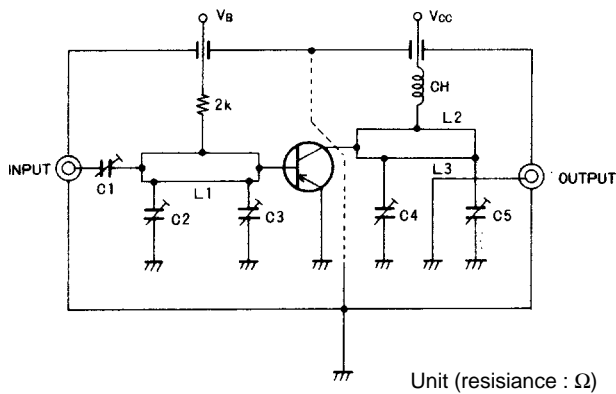 VB
VCC
CH
2k
L2
INPUT
C1
L1
L3
OUTPUT
C2
C3
C4
C5
Unit (resisiance : Ω)